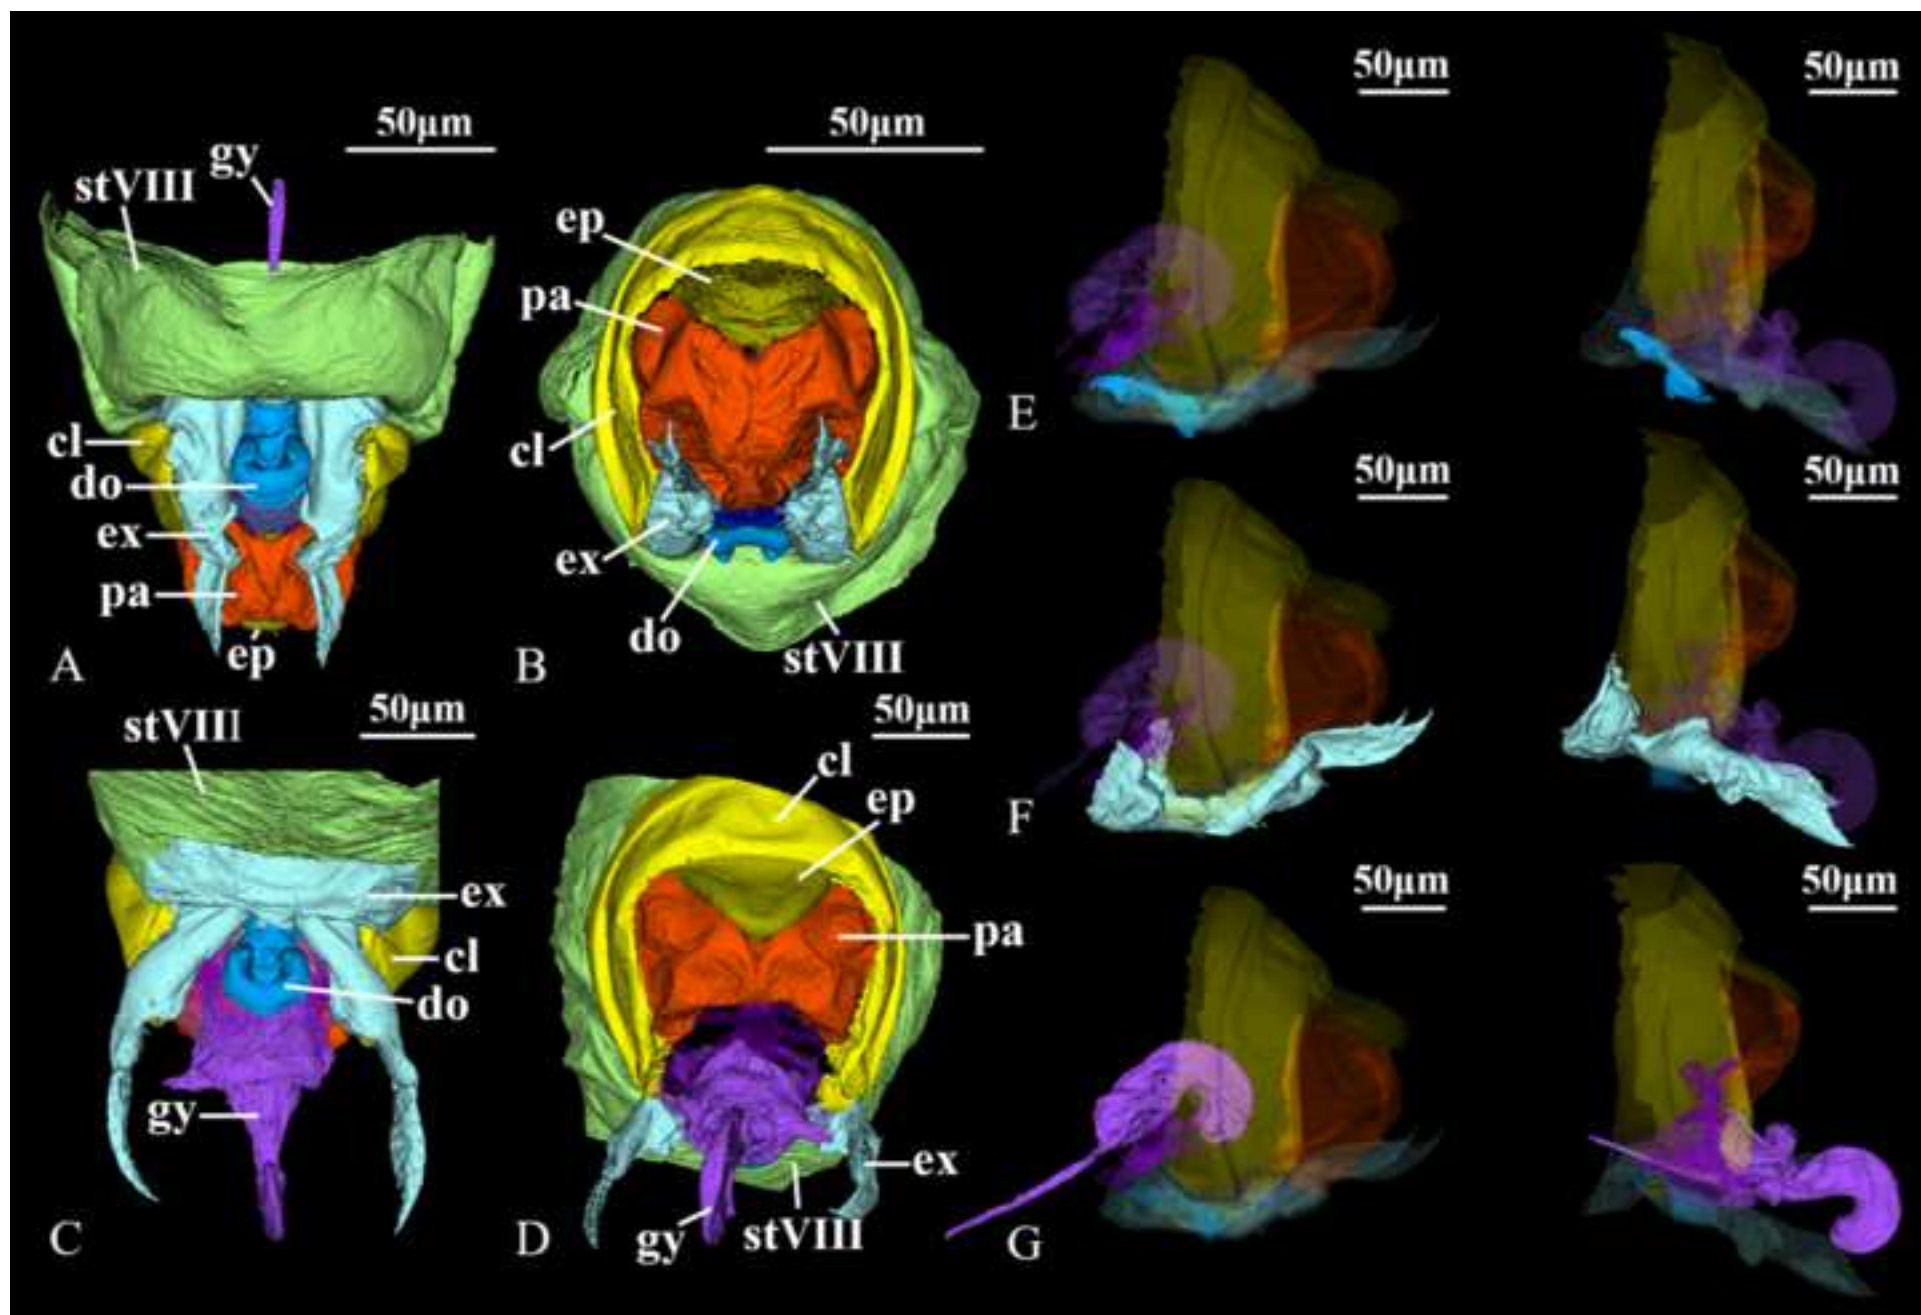 50μm
gy
stVIII
cl
do
ex
pa
ep
A
50μm
ep
pa
cl
ex
do
stVIII
B
stVIII
50μm
ex
cl
do
gy
C
50μm
cl
ep
pa
ex
gy
stVIII
D
50μm
50μm
E
50μm
50μm
F
50μm
50μm
G